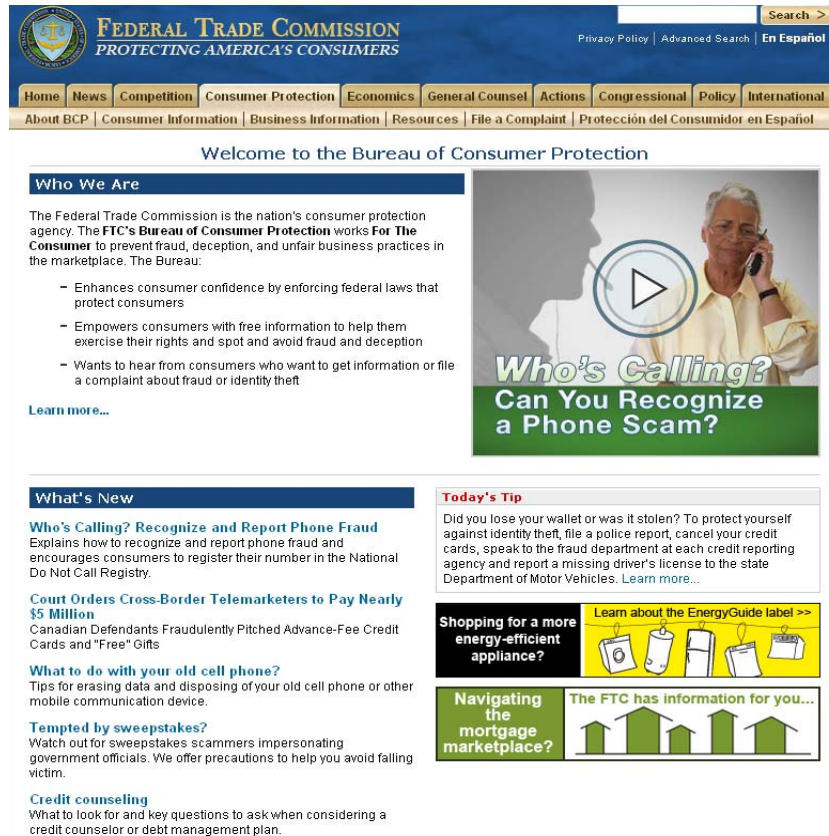 Search >
FEDERAL TRADE COMMISSION
PROTECTING AMERICA'S CONSUMERS
Privacy Policy | Advanced Search | En Español
Home News Competition Consumer Protection Economics General Counsel Actions Congressional Policy International
About BCP | Consumer Information | Business Information | Resources | File a Complaint | Protección del Consumidor en Español
Welcome to the Bureau of Consumer Protection
Who We Are
The Federal Trade Commission is the nation's consumer protection
agency. The FTC's Bureau of Consumer Protection works For The
Consumer to prevent fraud, deception, and unfair business practices in
the marketplace. The Bureau:
– Enhances consumer confidence by enforcing federal laws that
protect consumers
– Empowers consumers with free information to help them
exercise their rights and spot and avoid fraud and deception
– Wants to hear from consumers who want to get information or file
a complaint about fraud or identity theft
Learn more...
Who's Calling?
Can You Recognize
a Phone Scam?
What's New
Who's Calling? Recognize and Report Phone Fraud
Explains how to recognize and report phone fraud and
encourages consumers to register their number in the National
Do Not Call Registry.
Court Orders Cross-Border Telemarketers to Pay Nearly
$5 Million
Canadian Defendants Fraudulently Pitched Advance-Fee Credit
Cards and "Free" Gifts
What to do with your old cell phone?
Tips for erasing data and disposing of your old cell phone or other
mobile communication device.
Tempted by sweepstakes?
Watch out for sweepstakes scammers impersonating
government officials. We offer precautions to help you avoid falling
victim.
Credit counseling
What to look for and key questions to ask when considering a
credit counselor or debt management plan.
Today's Tip
Did you lose your wallet or was it stolen? To protect yourself
against identity theft, file a police report, cancel your credit
cards, speak to the fraud department at each credit reporting
agency and report a missing driver's license to the state
Department of Motor Vehicles. Learn more...
Shopping for a more
energy-efficient
appliance?
Learn about the EnergyGuide label >>
Navigating
the
mortgage
marketplace?
The FTC has information for you...